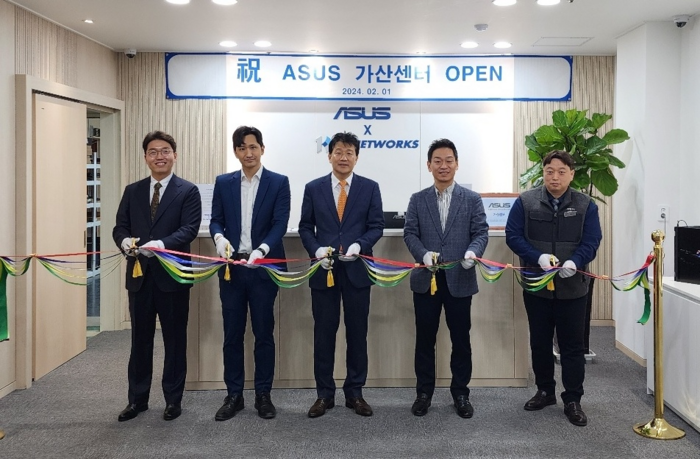 祝 ASUS 가산센터 OPEN
2024. 02. 01
ASUS
X
NETWORKS
ASUS